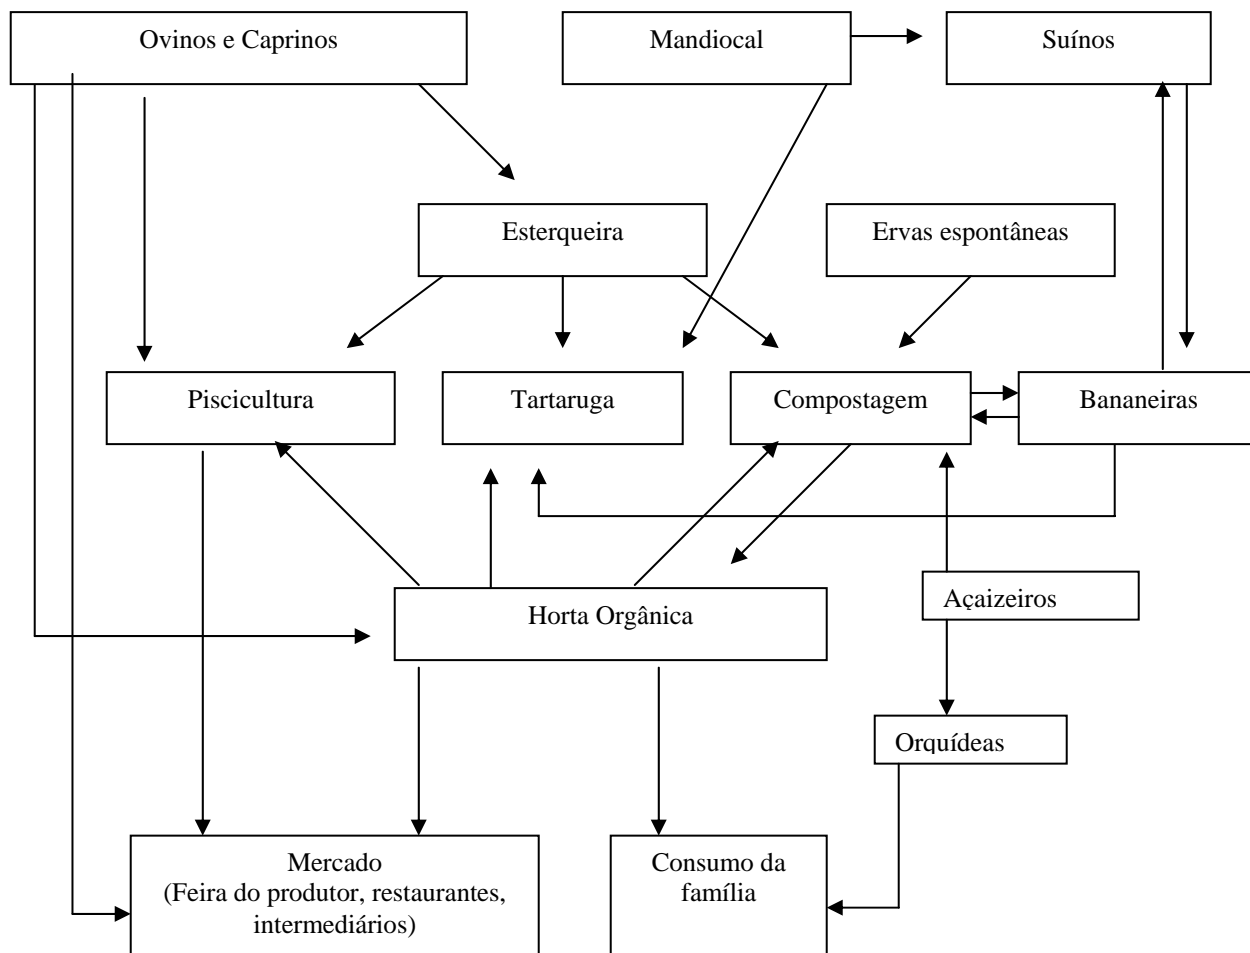 Ovinos e Caprinos
Mandiocal
Suínos
Esterqueira
Ervas espontâneas
Piscicultura
Tartaruga
Compostagem
Bananeiras
Horta Orgânica
Açaizeiros
Orquídeas
Mercado
(Feira do produtor, restaurantes,
intermediários)
Consumo da
família